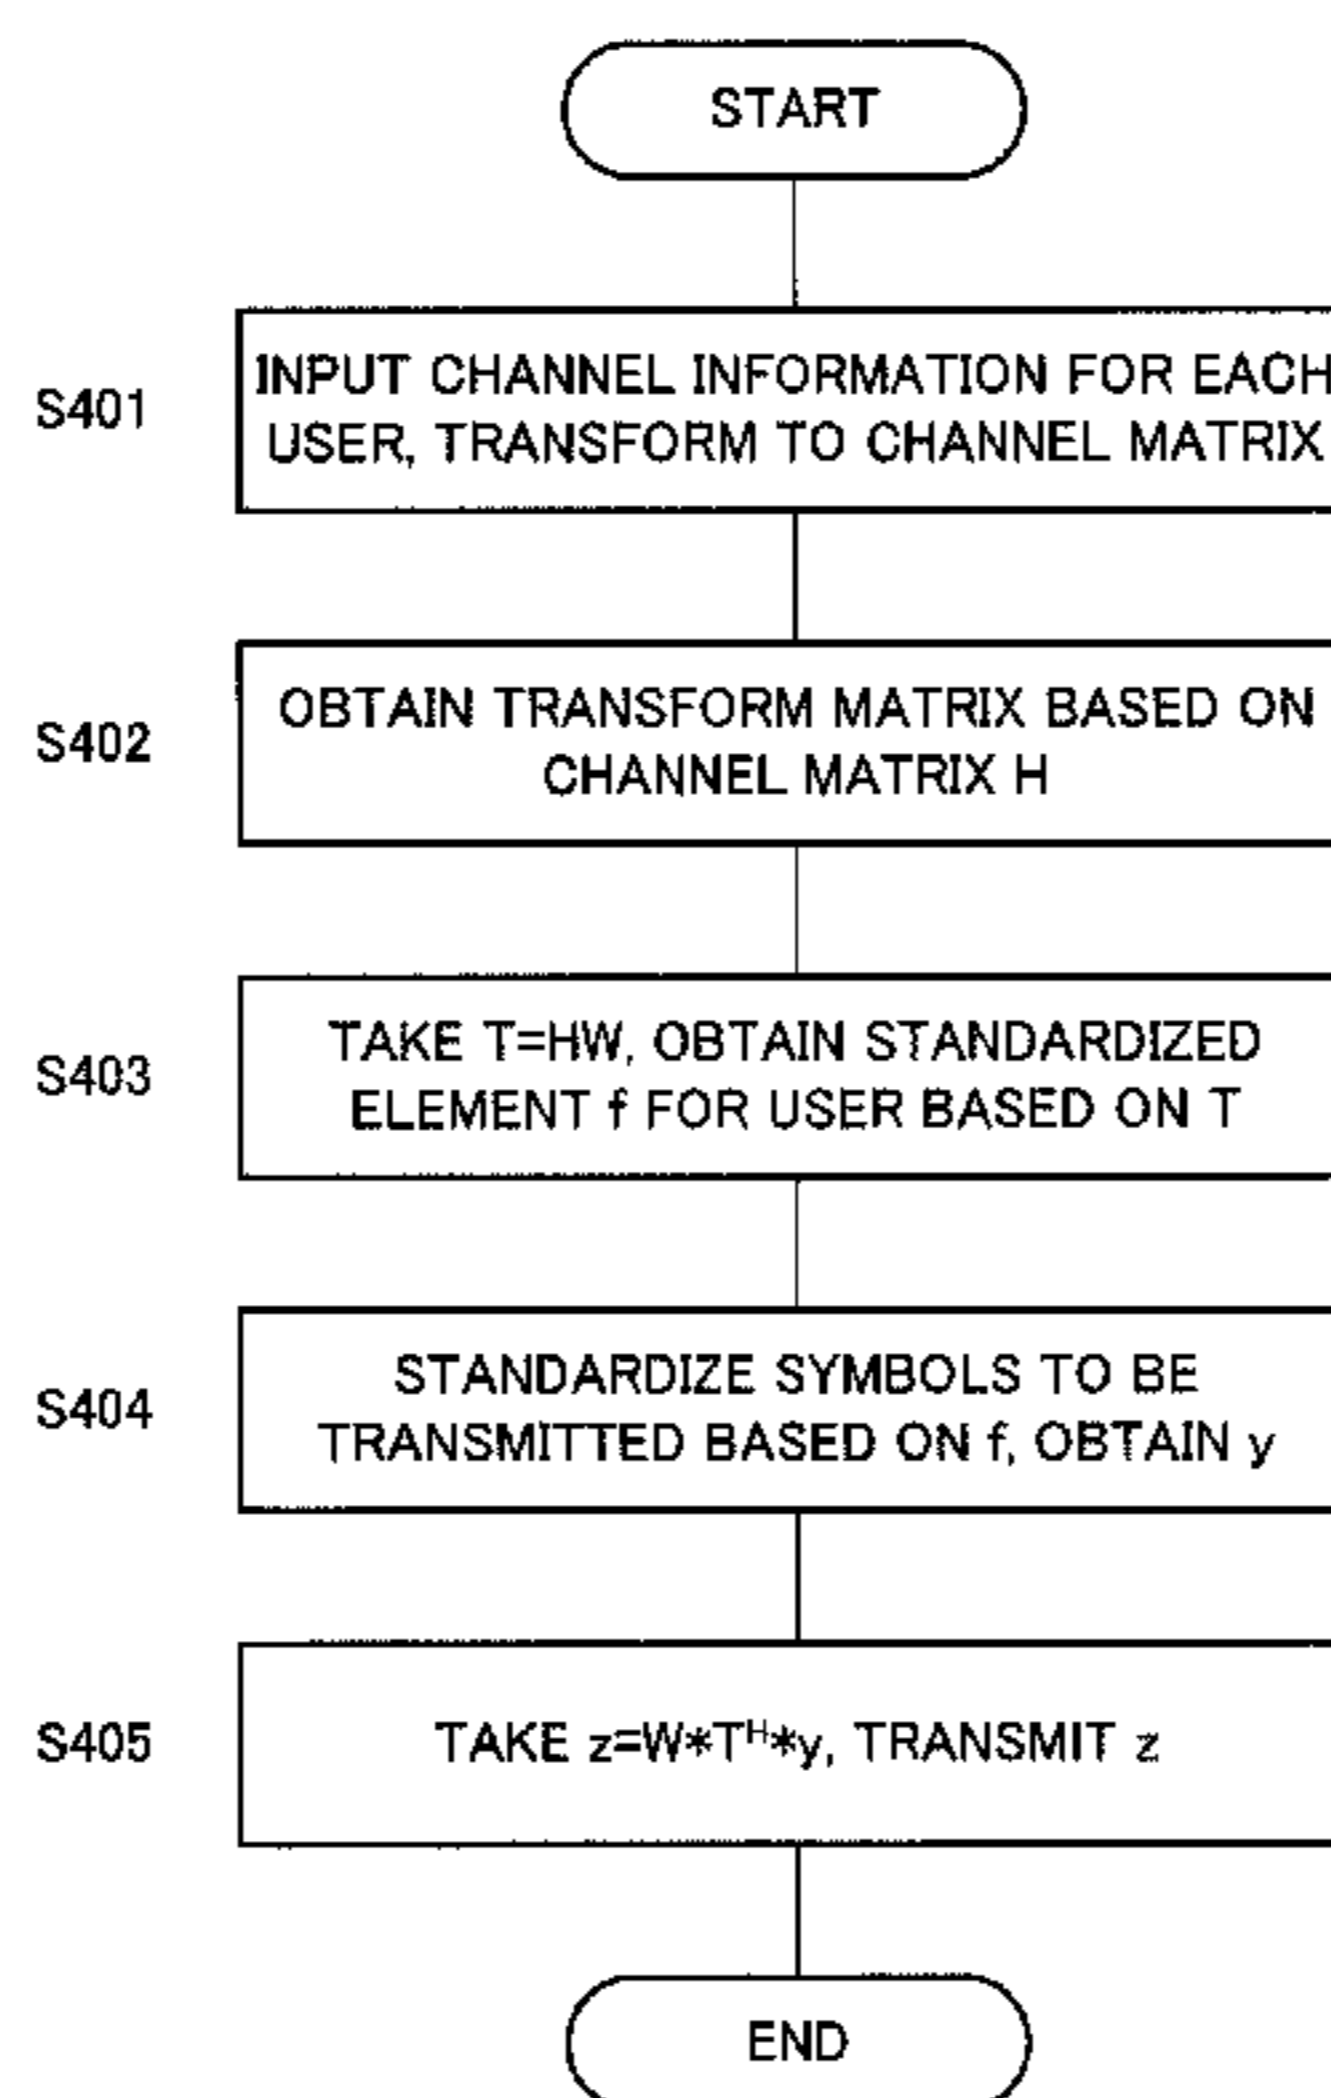 START
S401
INPUT CHANNEL INFORMATION FOR EACH
USER, TRANSFORM TO CHANNEL MATRIX
S402
OBTAIN TRANSFORM MATRIX BASED ON
CHANNEL MATRIX H
S403
TAKE T=HW, OBTAIN STANDARDIZED
ELEMENT f FOR USER BASED ON T
S404
STANDARDIZE SYMBOLS TO BE
TRANSMITTED BASED ON f, OBTAIN y
S405
TAKE z=W*Tᴴ*y, TRANSMIT z
END